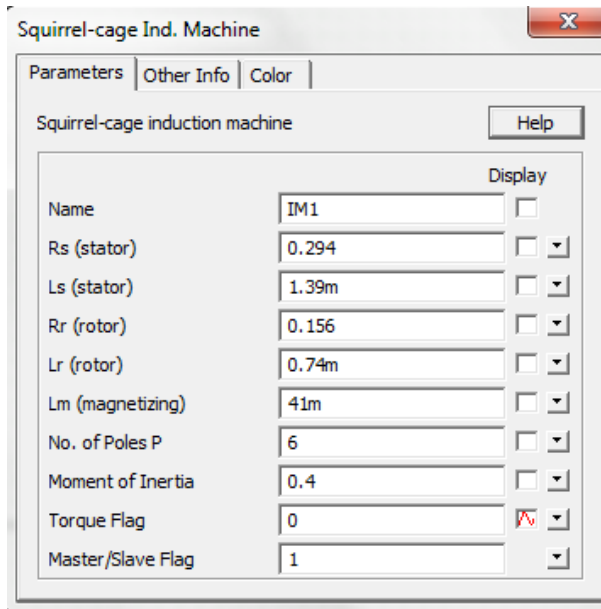 Squirrel-cage Ind. Machine
Parameters Other Info Color
Squirrel-cage induction machine Help
Display
Name IM1
Rs (stator) 0.294
Ls (stator) 1.39m
Rr (rotor) 0.156
Lr (rotor) 0.74m
Lm (magnetizing) 41m
No. of Poles P 6
Moment of Inertia 0.4
Torque Flag 0
Master/Slave Flag 1